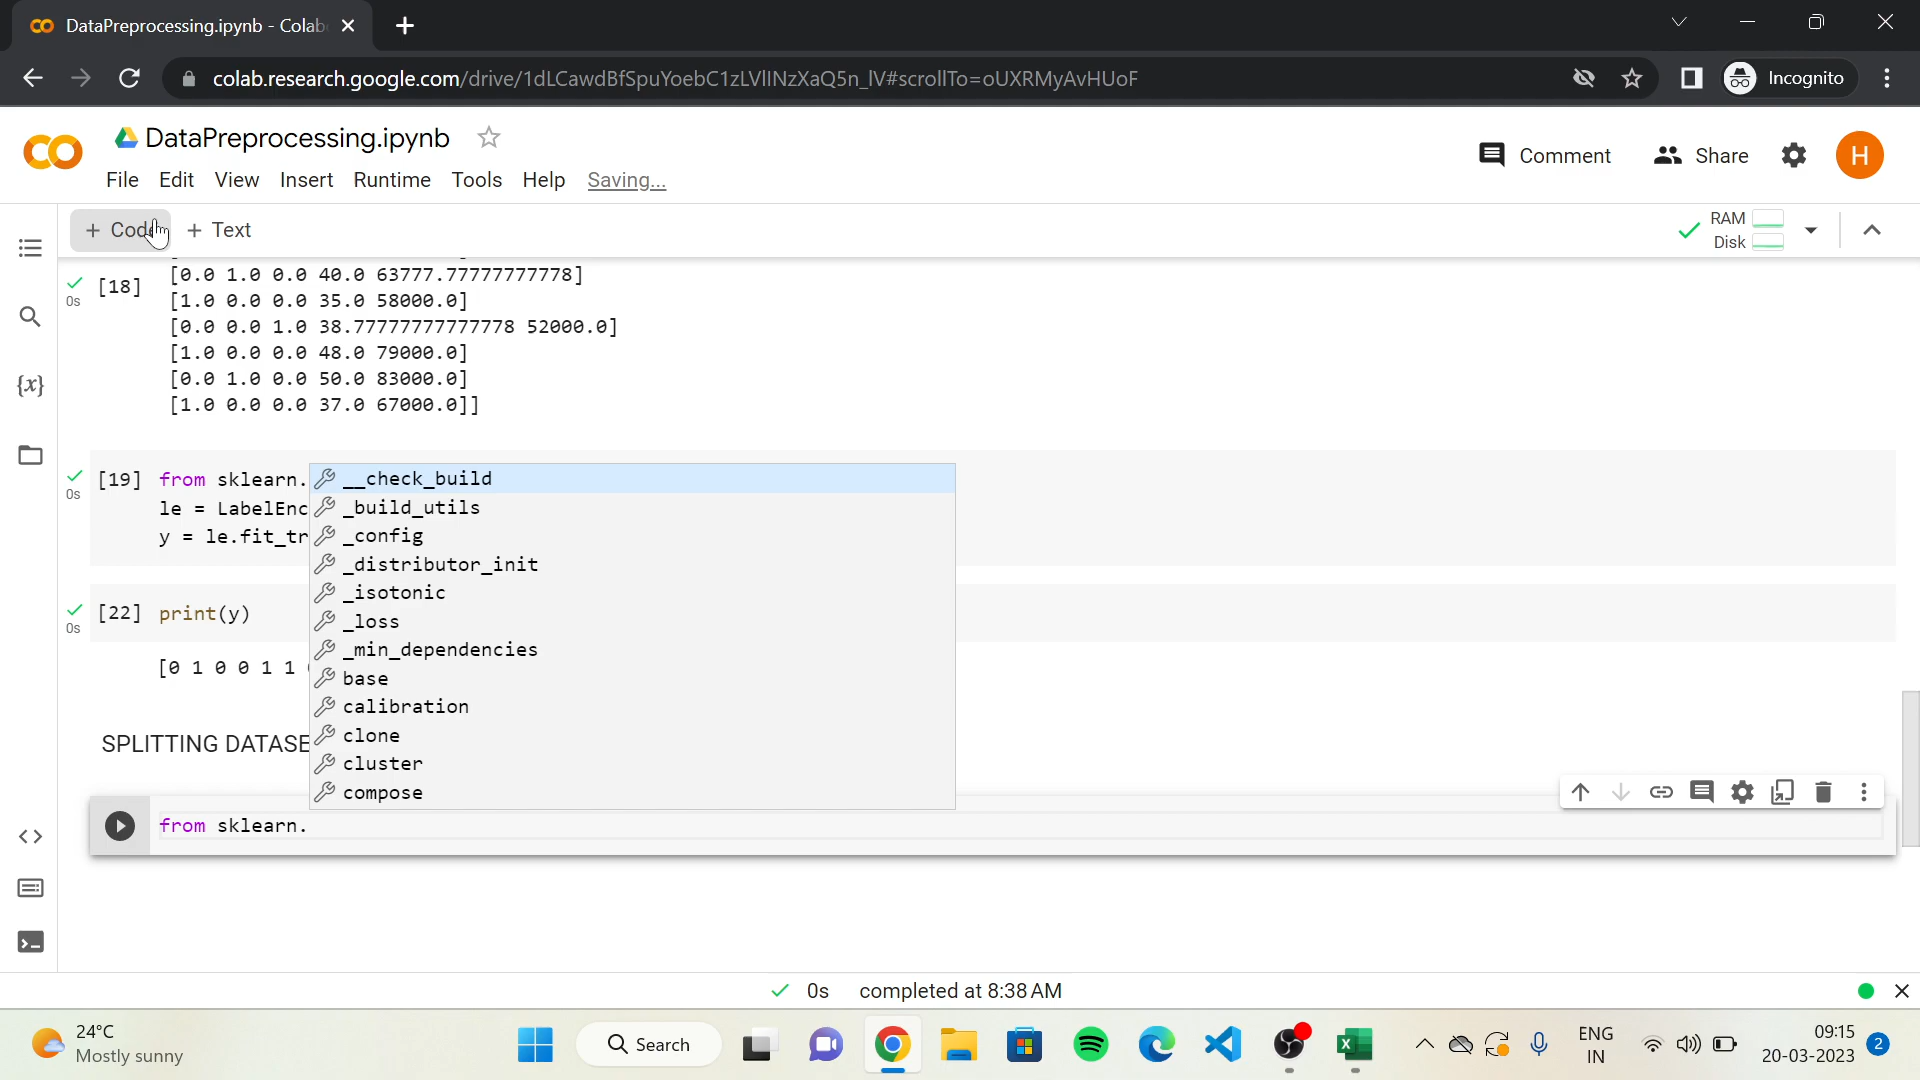 DataPreprocessing.ipynb - Colab
colab.research.google.com/drive/1dLCawdBfSpuYoebC1zLVlINzXaQ5n_lV#scrollTo=oUXRMyAvHUoF
Incognito
DataPreprocessing.ipynb
Comment
Share
H
File Edit View Insert Runtime Tools Help Saving...
+ Code + Text
RAM
Disk
[18]
0s
[0.0 1.0 0.0 40.0 63777.77777777778]
[1.0 0.0 0.0 35.0 58000.0]
[0.0 0.0 1.0 38.77777777777778 52000.0]
[1.0 0.0 0.0 48.0 79000.0]
[0.0 1.0 0.0 50.0 83000.0]
[1.0 0.0 0.0 37.0 67000.0]]
{x}
[19] from sklearn.
0s
le = LabelEnc
y = le.fit_tr
__check_build
_build_utils
_config
_distributor_init
_isotonic
_loss
_min_dependencies
base
calibration
clone
cluster
compose
[22] print(y)
0s
[0 1 0 0 1 1
SPLITTING DATASE
from sklearn.
0s completed at 8:38 AM
24°C
Mostly sunny
Search
ENG
IN
09:15
20-03-2023
2